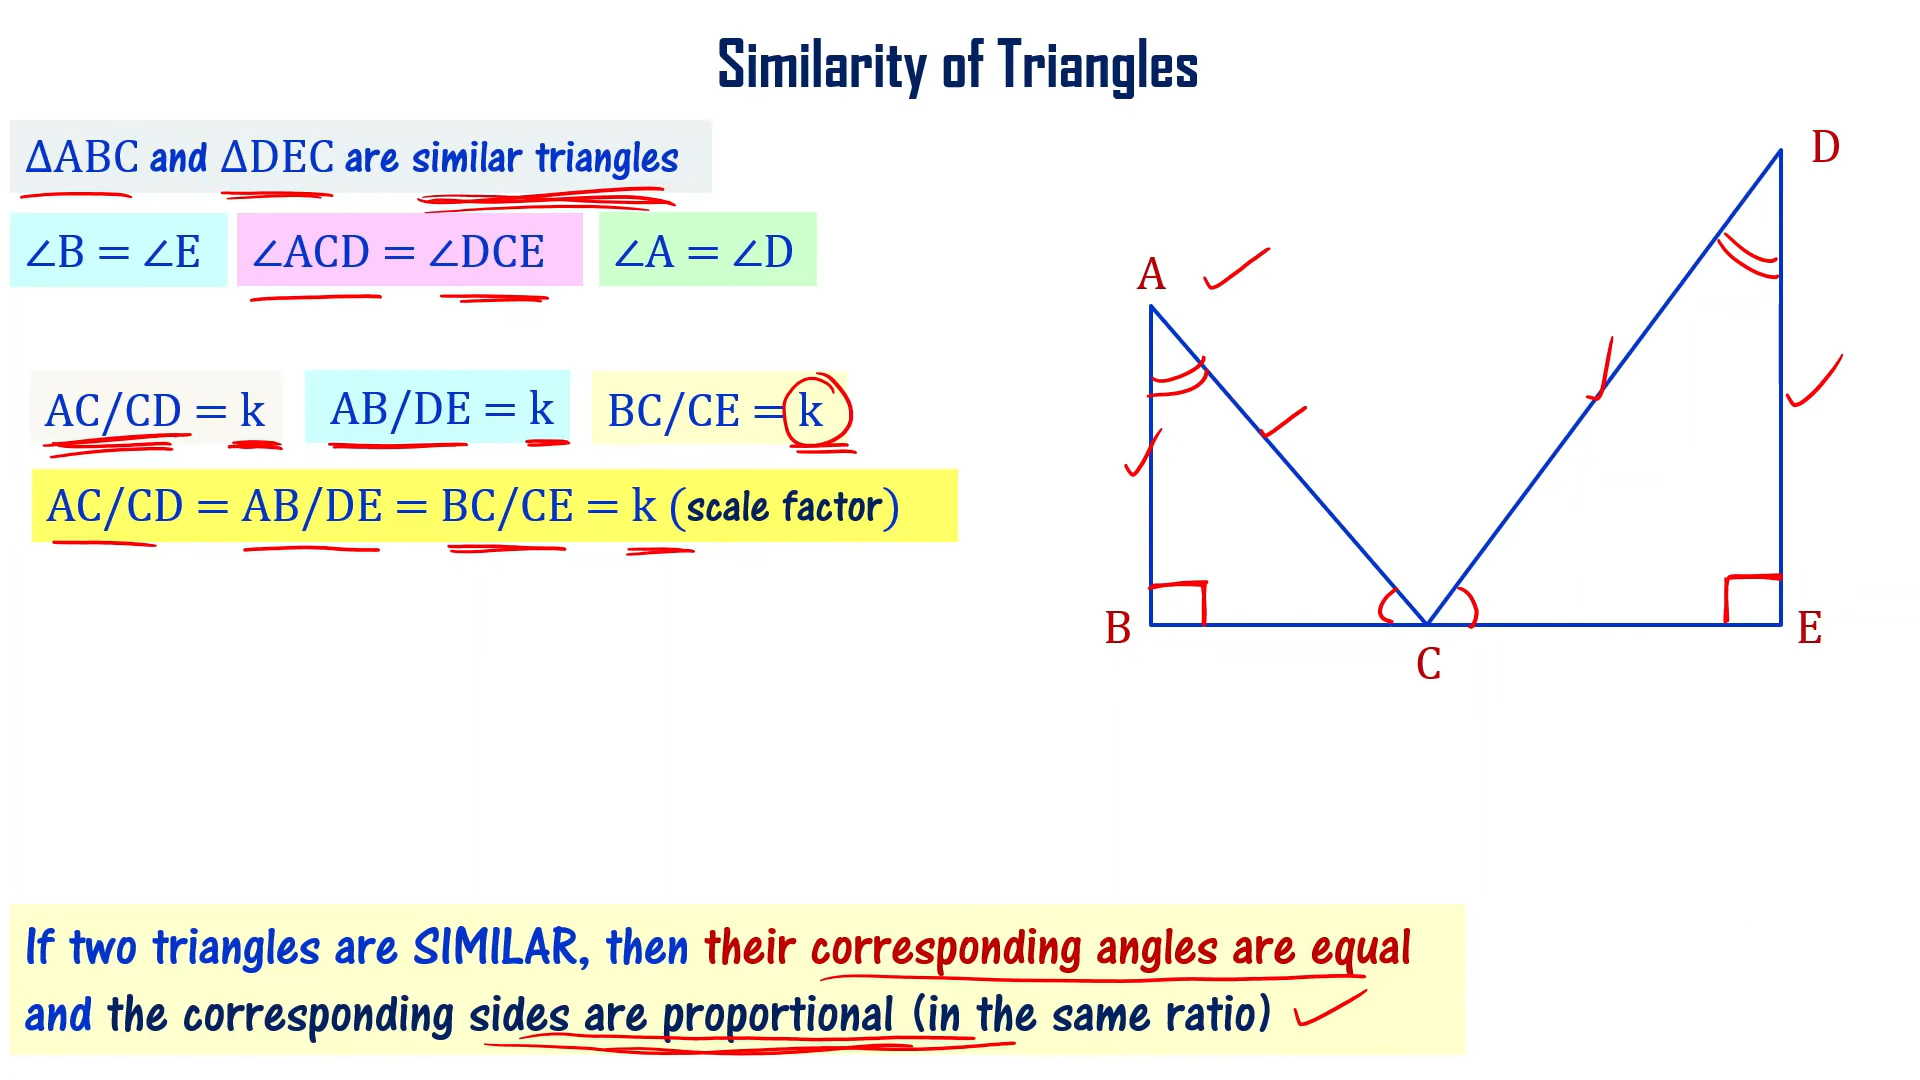 Similarity of Triangles
ΔABC and ΔDEC are similar triangles
∠B = ∠E
∠ACD = ∠DCE
∠A = ∠D
AC/CD = k
AB/DE = k
BC/CE = k
AC/CD = AB/DE = BC/CE = k (scale factor)
D
A
B
E
C
If two triangles are SIMILAR, then their corresponding angles are equal
and the corresponding sides are proportional (in the same ratio)